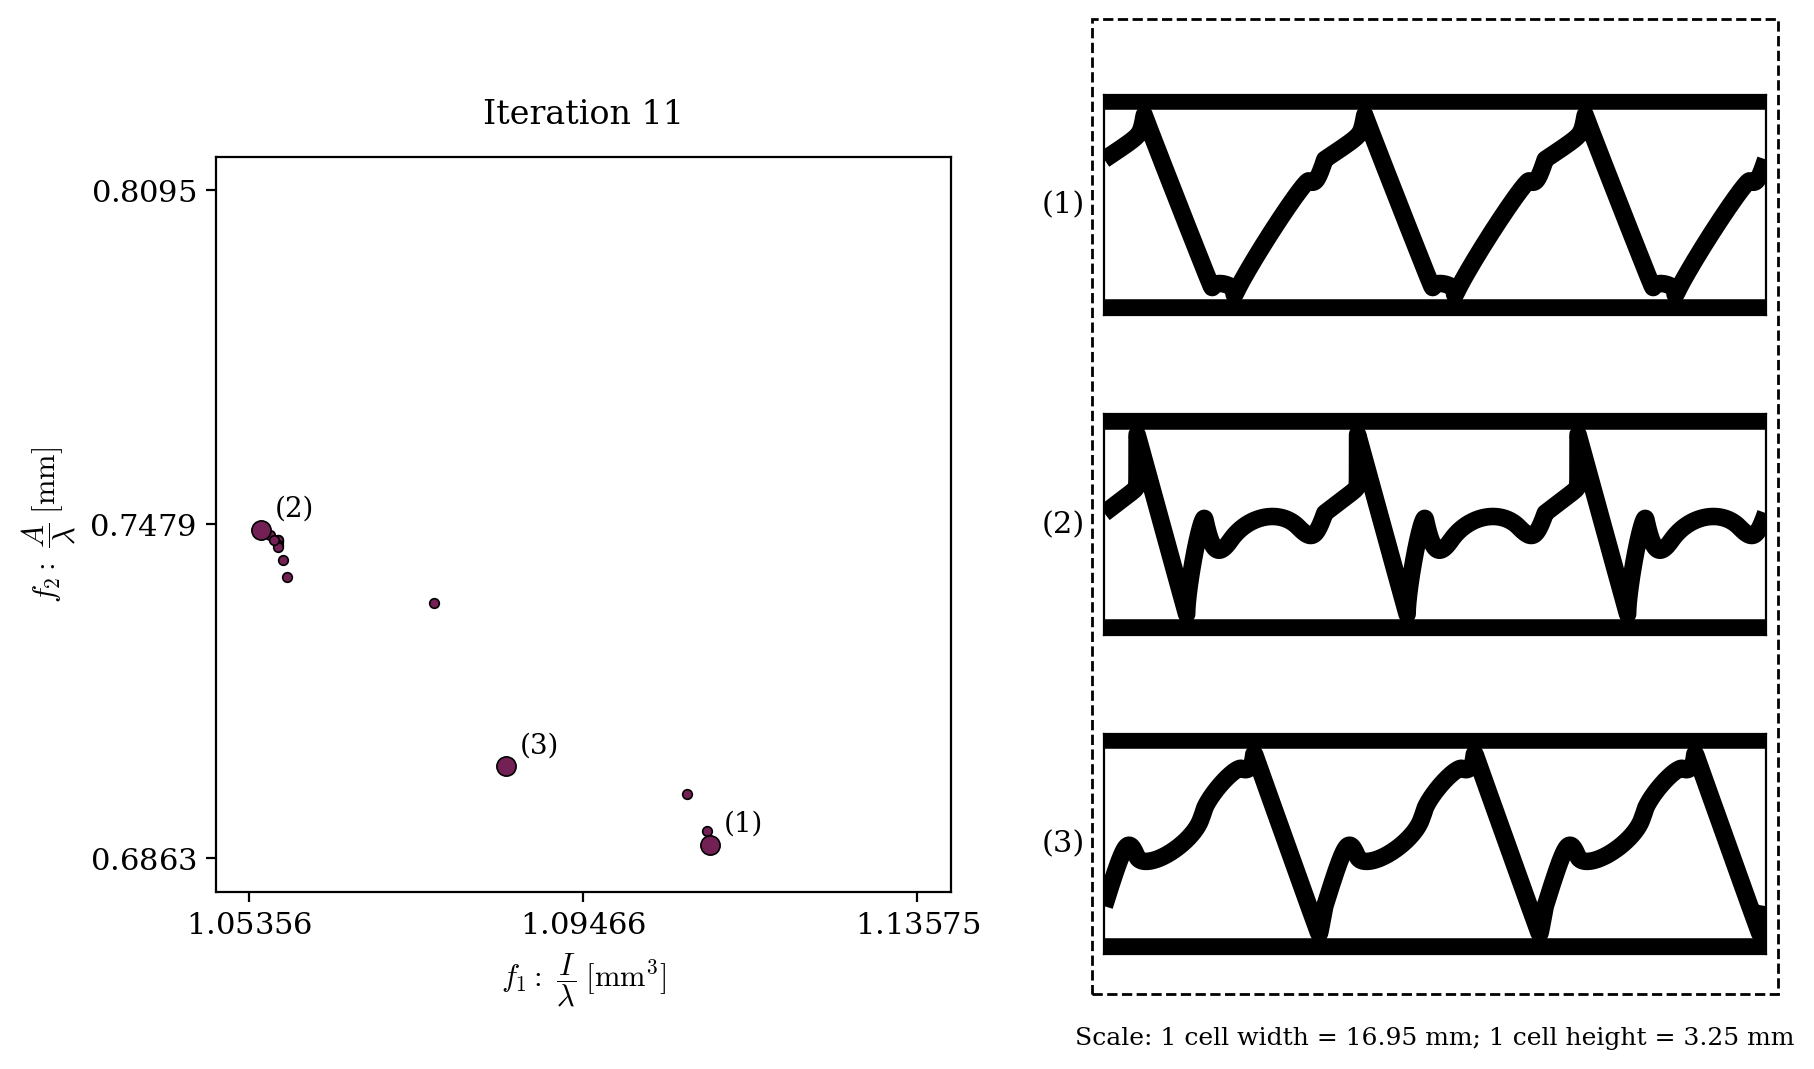 Iteration 11
0.8095
0.7479
0.6863
f₂ : A/λ [mm]
(2)
(3)
(1)
1.05356 1.09466 1.13575
f₁ : I/λ [mm³]
(1)
(2)
(3)
Scale: 1 cell width = 16.95 mm; 1 cell height = 3.25 mm